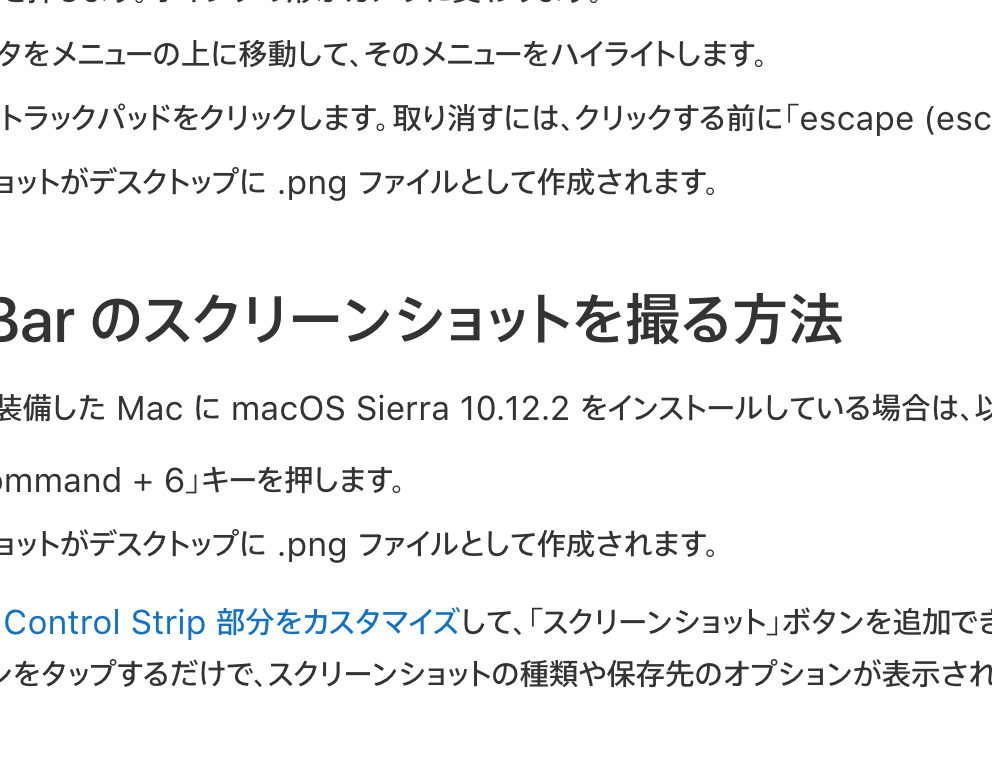 タをメニューの上に移動して、そのメニューをハイライトします。
トラックパッドをクリックします。取り消すには、クリックする前に「escape (esc
ョットがデスクトップに .png ファイルとして作成されます。
Bar のスクリーンショットを撮る方法
装備した Mac に macOS Sierra 10.12.2 をインストールしている場合は、以
ommand + 6」キーを押します。
ョットがデスクトップに .png ファイルとして作成されます。
Control Strip 部分をカスタマイズして、「スクリーンショット」ボタンを追加でき
ンをタップするだけで、スクリーンショットの種類や保存先のオプションが表示され